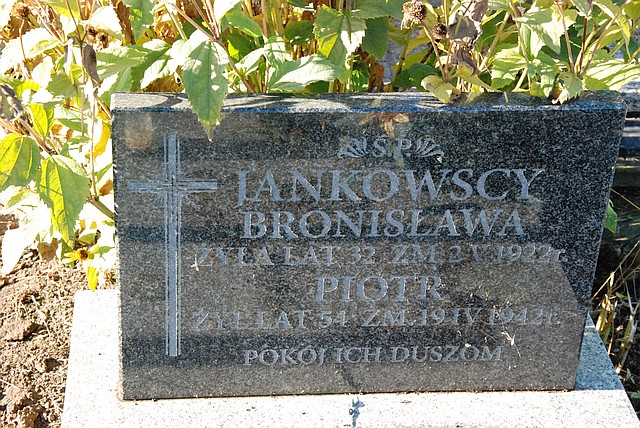 Ś.P.
JANKOWSCY
BRONISŁAWA
ŻYŁA LAT 32 ZM. 2 V 1922 r.
PIOTR
ŻYŁ LAT 54 ZM. 19 IV 1942 r.
POKÓJ ICH DUSZOM